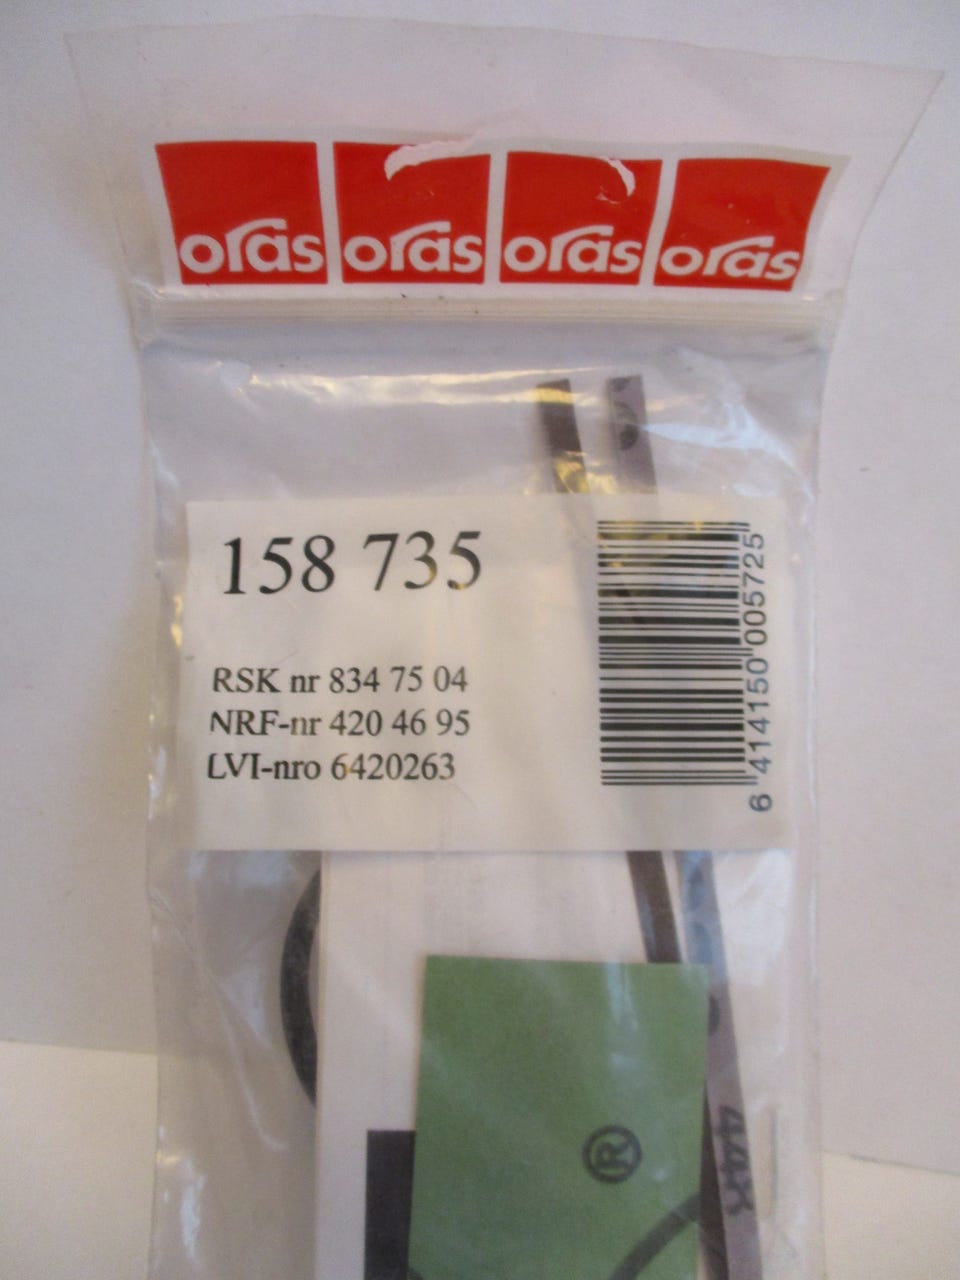 oras oras oras oras
158 735
RSK nr 834 75 04
NRF-nr 420 46 95
LVI-nro 6420263
6 414150 005725
®